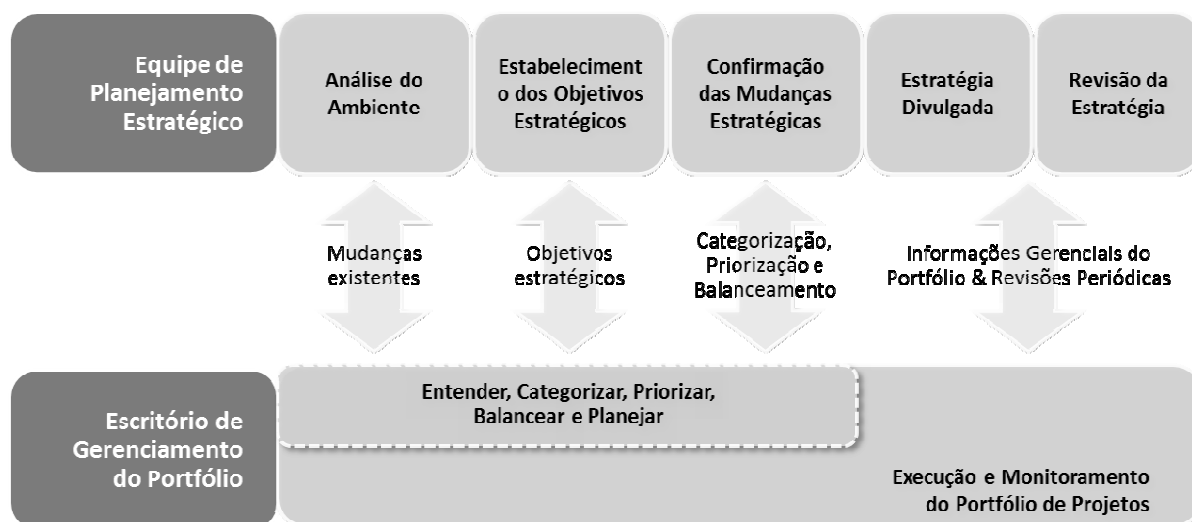 Equipe de
Planejamento
Estratégico
Análise do
Ambiente
Estabeleciment
o dos Objetivos
Estratégicos
Confirmação
das Mudanças
Estratégicas
Estratégia
Divulgada
Revisão da
Estratégia
Mudanças
existentes
Objetivos
estratégicos
Categorização,
Priorização e
Balanceamento
Informações Gerenciais do
Portfólio & Revisões Periódicas
Escritório de
Gerenciamento
do Portfólio
Entender, Categorizar, Priorizar,
Balancear e Planejar
Execução e Monitoramento
do Portfólio de Projetos